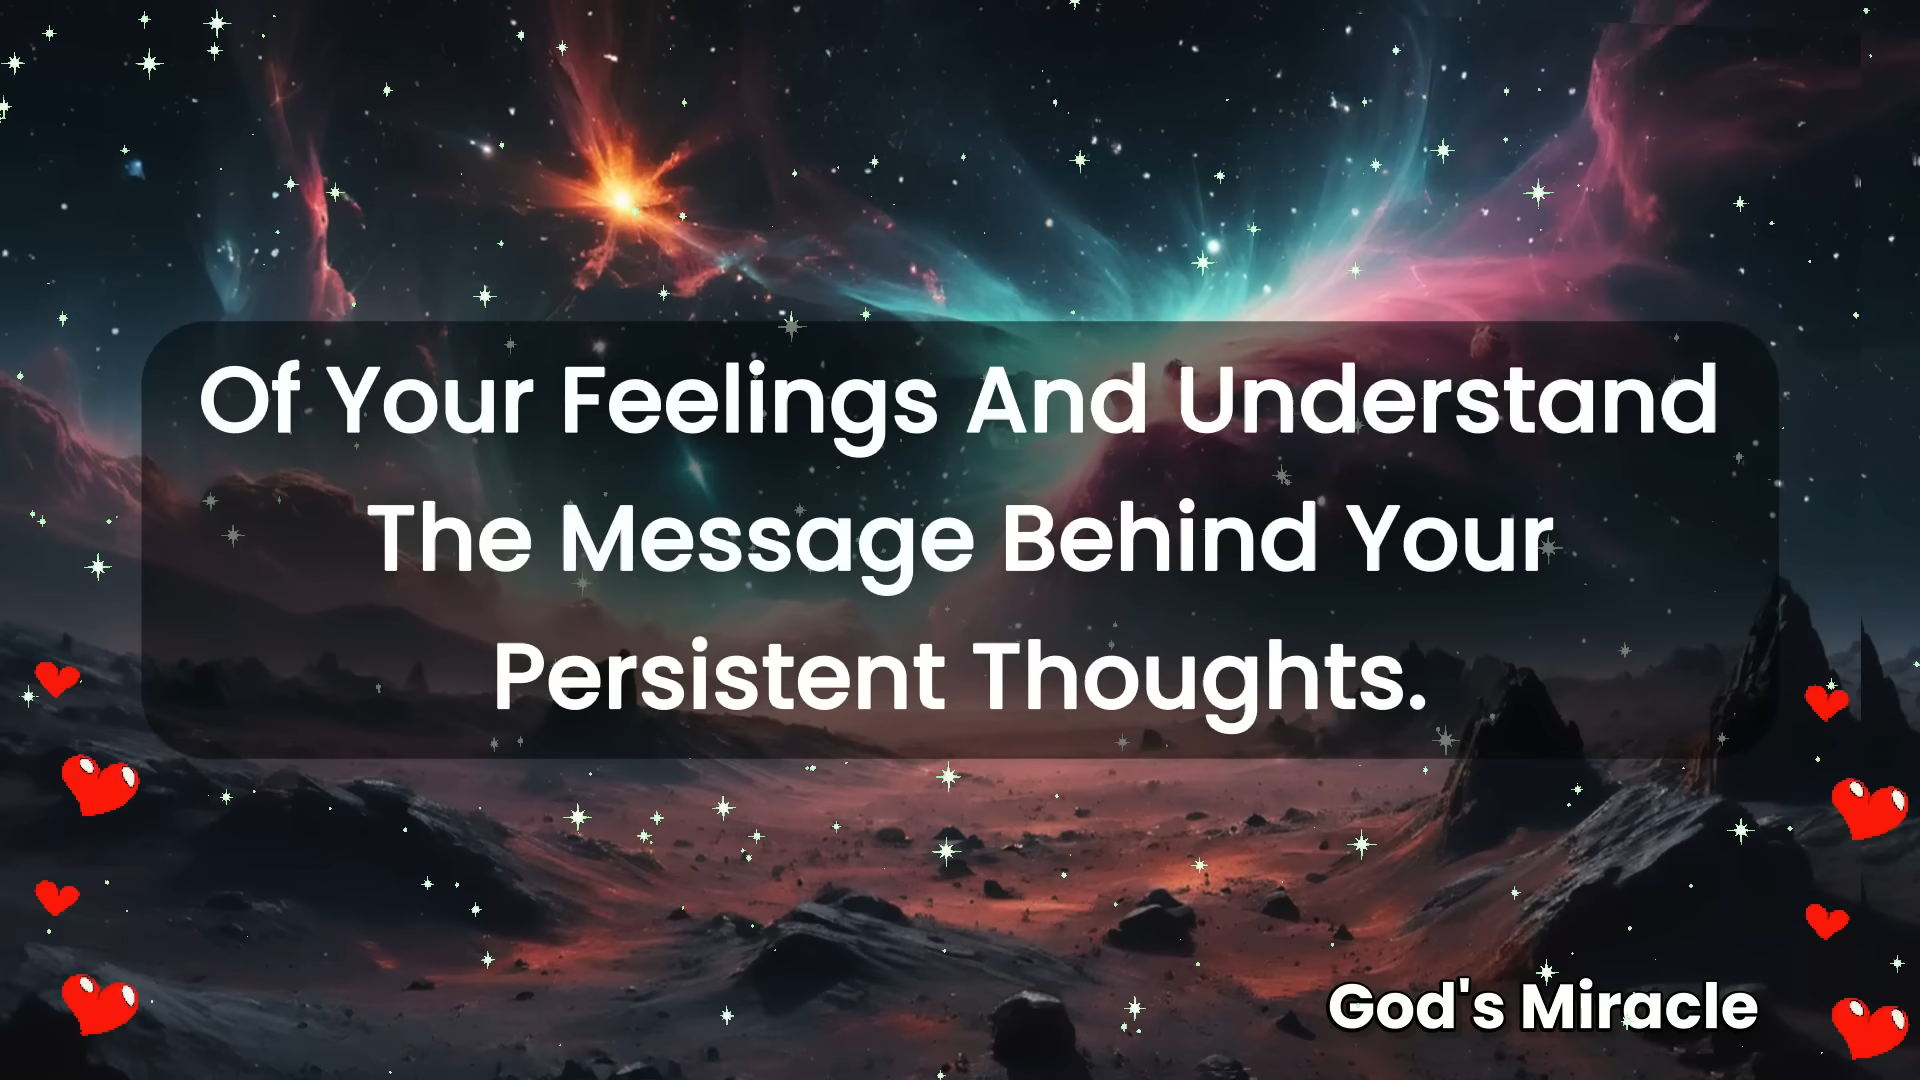 Of Your Feelings And Understand
The Message Behind Your
Persistent Thoughts.
God's Miracle